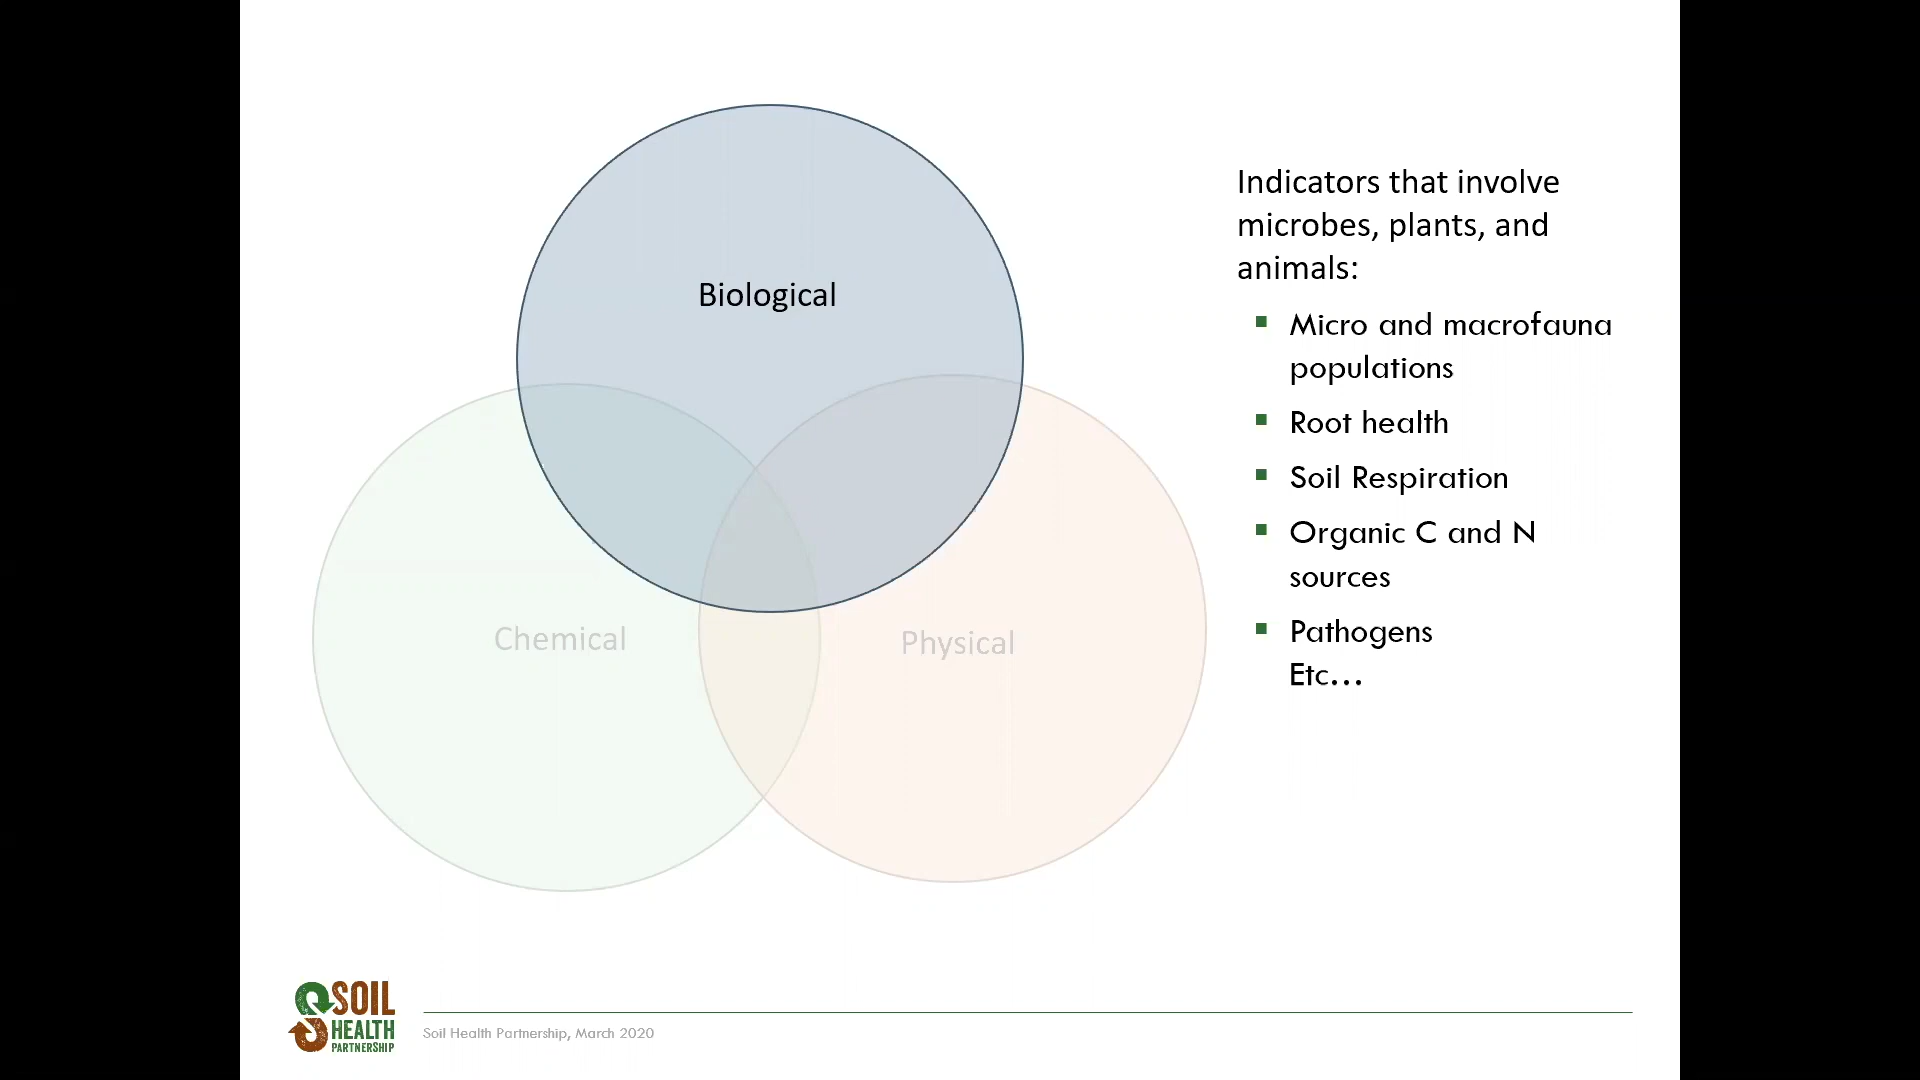 Biological
Chemical
Physical
Indicators that involve
microbes, plants, and
animals:
Micro and macrofauna
populations
Root health
Soil Respiration
Organic C and N
sources
Pathogens
Etc...
SOIL
HEALTH
PARTNERSHIP
Soil Health Partnership, March 2020